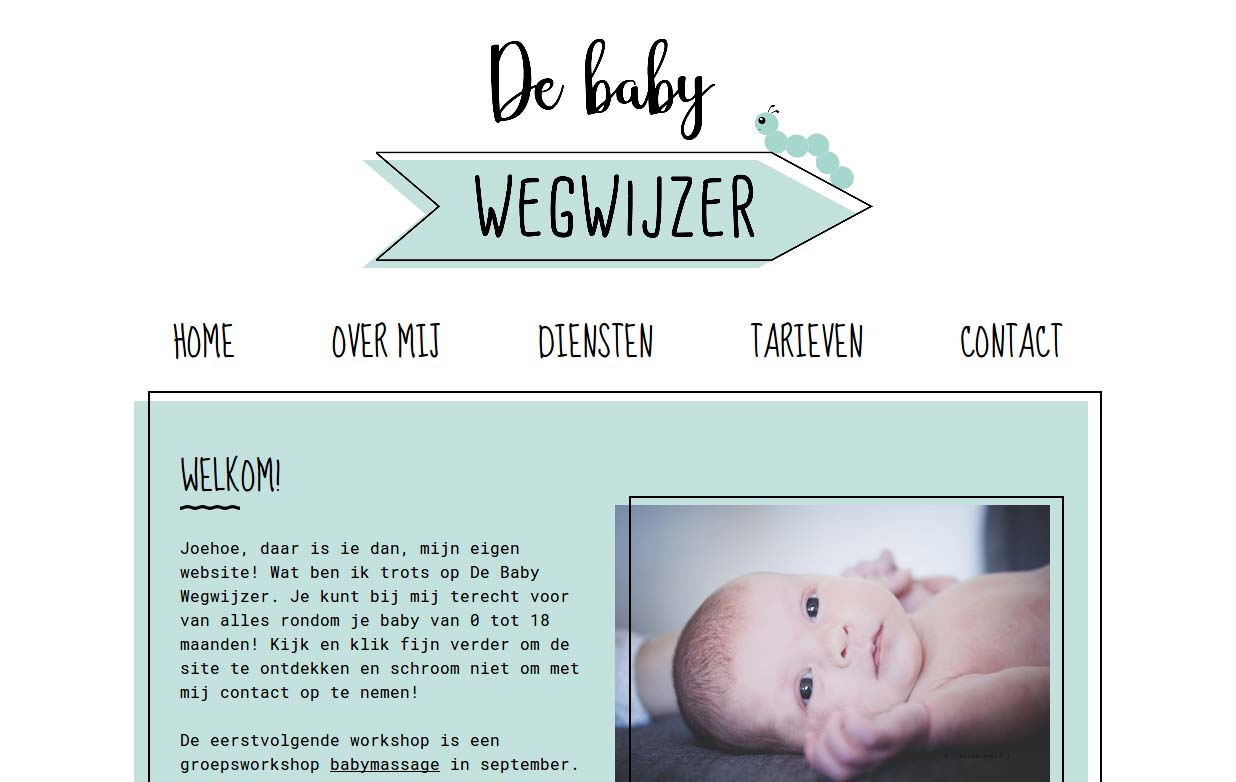 De baby
WEGWIJZER
HOME OVER MIJ DIENSTEN TARIEVEN CONTACT
WELKOM!
Joehoe, daar is ie dan, mijn eigen
website! Wat ben ik trots op De Baby
Wegwijzer. Je kunt bij mij terecht voor
van alles rondom je baby van 0 tot 18
maanden! Kijk en klik fijn verder om de
site te ontdekken en schroom niet om met
mij contact op te nemen!
De eerstvolgende workshop is een
groepsworkshop babymassage in september.